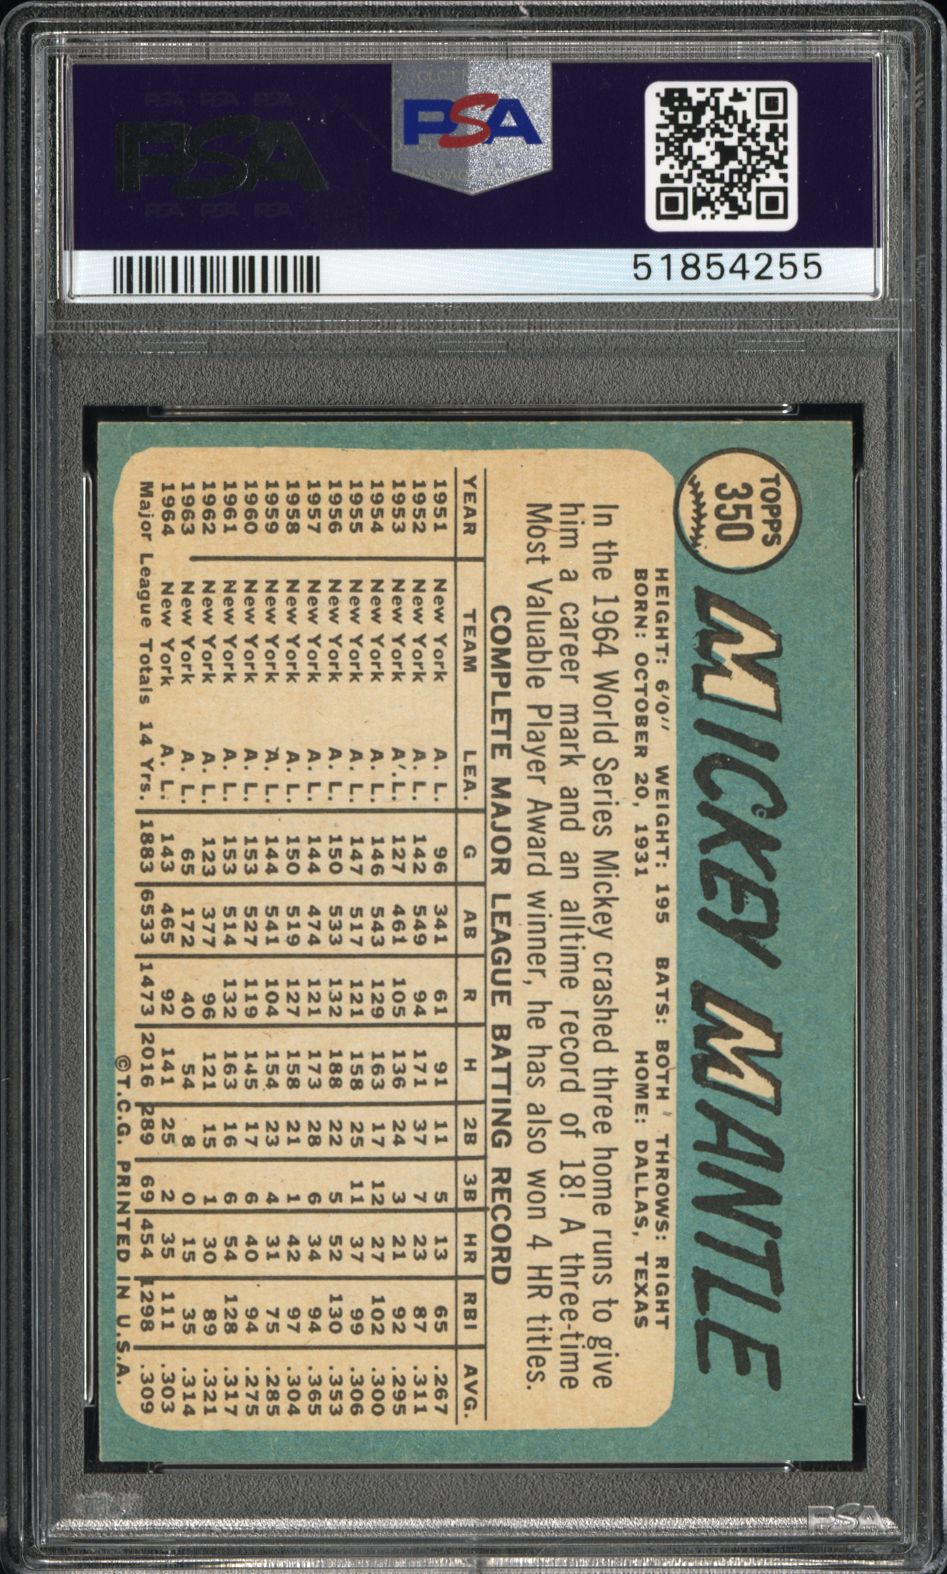 PSA
PSA
51854255
TOPPS
350
MICKEY MANTLE
HEIGHT: 6'0" WEIGHT: 195 BATS: BOTH THROWS: RIGHT
BORN: OCTOBER 20, 1931 HOME: DALLAS, TEXAS
In the 1964 World Series Mickey crashed three home runs to give
him a career mark and an alltime record of 18! A three-time
Most Valuable Player Award winner, he has also won 4 HR titles.
COMPLETE MAJOR LEAGUE BATTING RECORD
YEAR TEAM LEA. G AB R H 2B 3B HR RBI AVG.
1951 New York A. L. 96 341 61 91 11 5 13 65 .267
1952 New York A. L. 142 549 94 171 37 7 23 87 .311
1953 New York A. L. 127 461 105 136 24 3 21 92 .295
1954 New York A. L. 146 543 129 163 17 12 27 102 .300
1955 New York A. L. 147 517 121 158 25 11 37 99 .306
1956 New York A. L. 150 533 132 188 22 5 52 130 .353
1957 New York A. L. 144 474 121 173 28 6 34 94 .365
1958 New York A. L. 150 519 127 158 21 1 42 97 .304
1959 New York A. L. 144 541 104 154 23 4 31 75 .285
1960 New York A. L. 153 527 119 145 17 6 40 94 .275
1961 New York A. L. 153 514 132 163 16 6 54 128 .317
1962 New York A. L. 123 377 96 121 15 1 30 89 .321
1963 New York A. L. 65 172 40 54 8 0 15 35 .314
1964 New York A. L. 143 465 92 141 25 2 35 111 .303
Major League Totals 14 Yrs. 1883 6533 1473 2016 289 69 454 1298 .309
©T.C.G. PRINTED IN U.S.A.
PSA